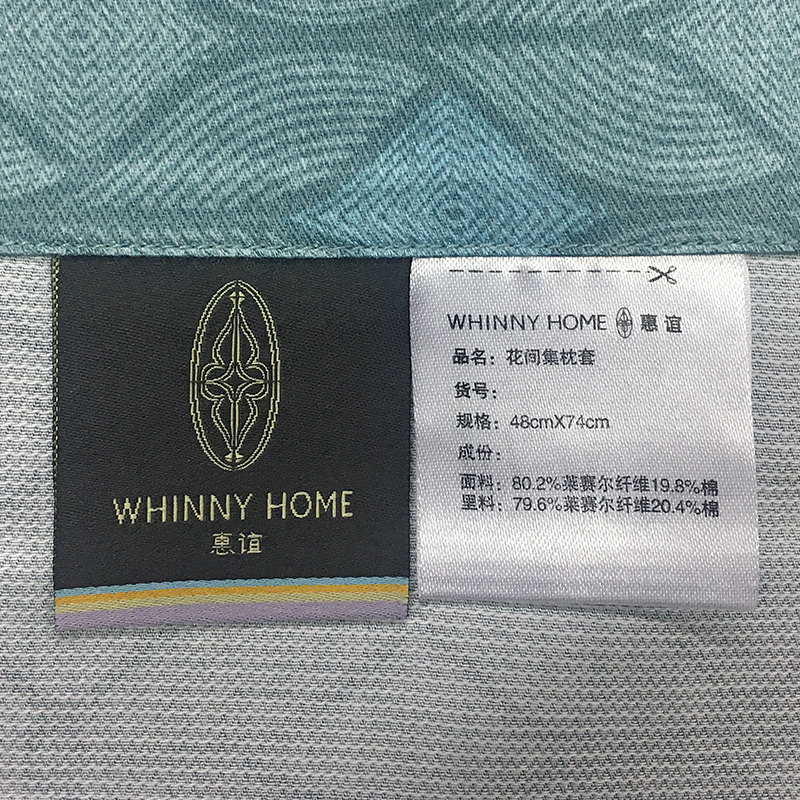 WHINNY HOME
惠谊
WHINNY HOME 惠谊
品名：花间集枕套
货号：
规格：48cmX74cm
成份：
面料：80.2%莱赛尔纤维19.8%棉
里料：79.6%莱赛尔纤维20.4%棉